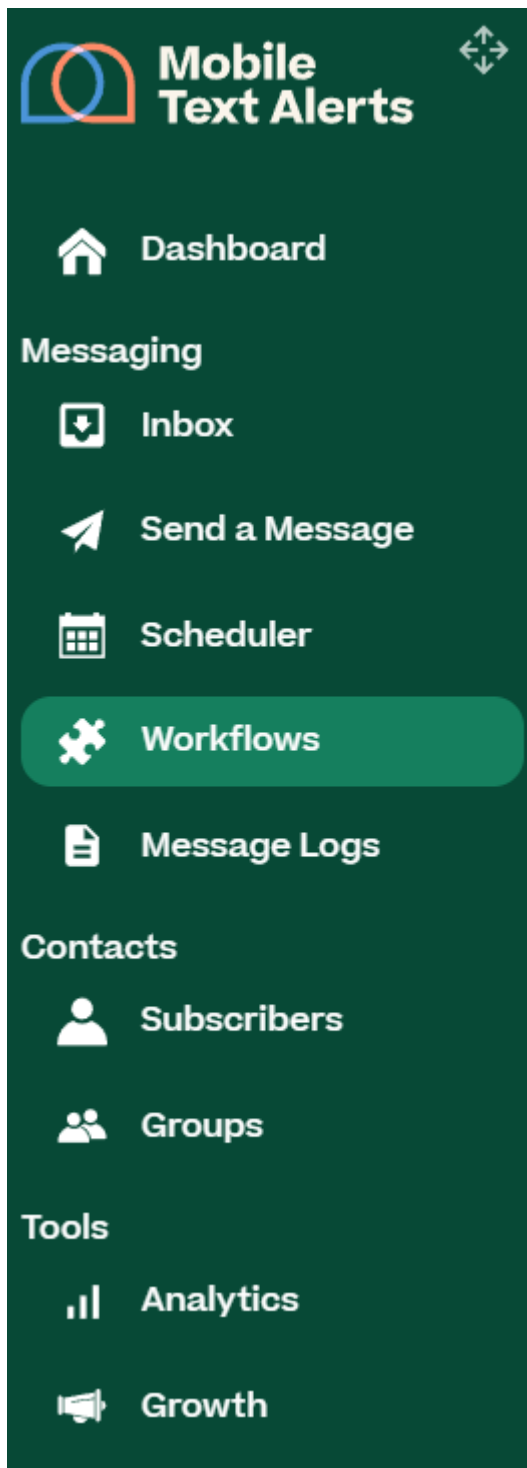 Mobile
Text Alerts
Dashboard
Messaging
Inbox
Send a Message
Scheduler
Workflows
Message Logs
Contacts
Subscribers
Groups
Tools
Analytics
Growth